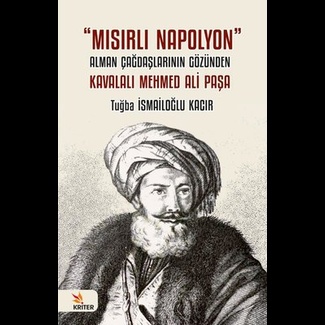 “MISIRLI NAPOLYON”
ALMAN ÇAĞDAŞLARININ GÖZÜNDEN
KAVALALI MEHMED ALİ PAŞA
Tuğba İSMAİLOĞLU KACIR
KRİTER